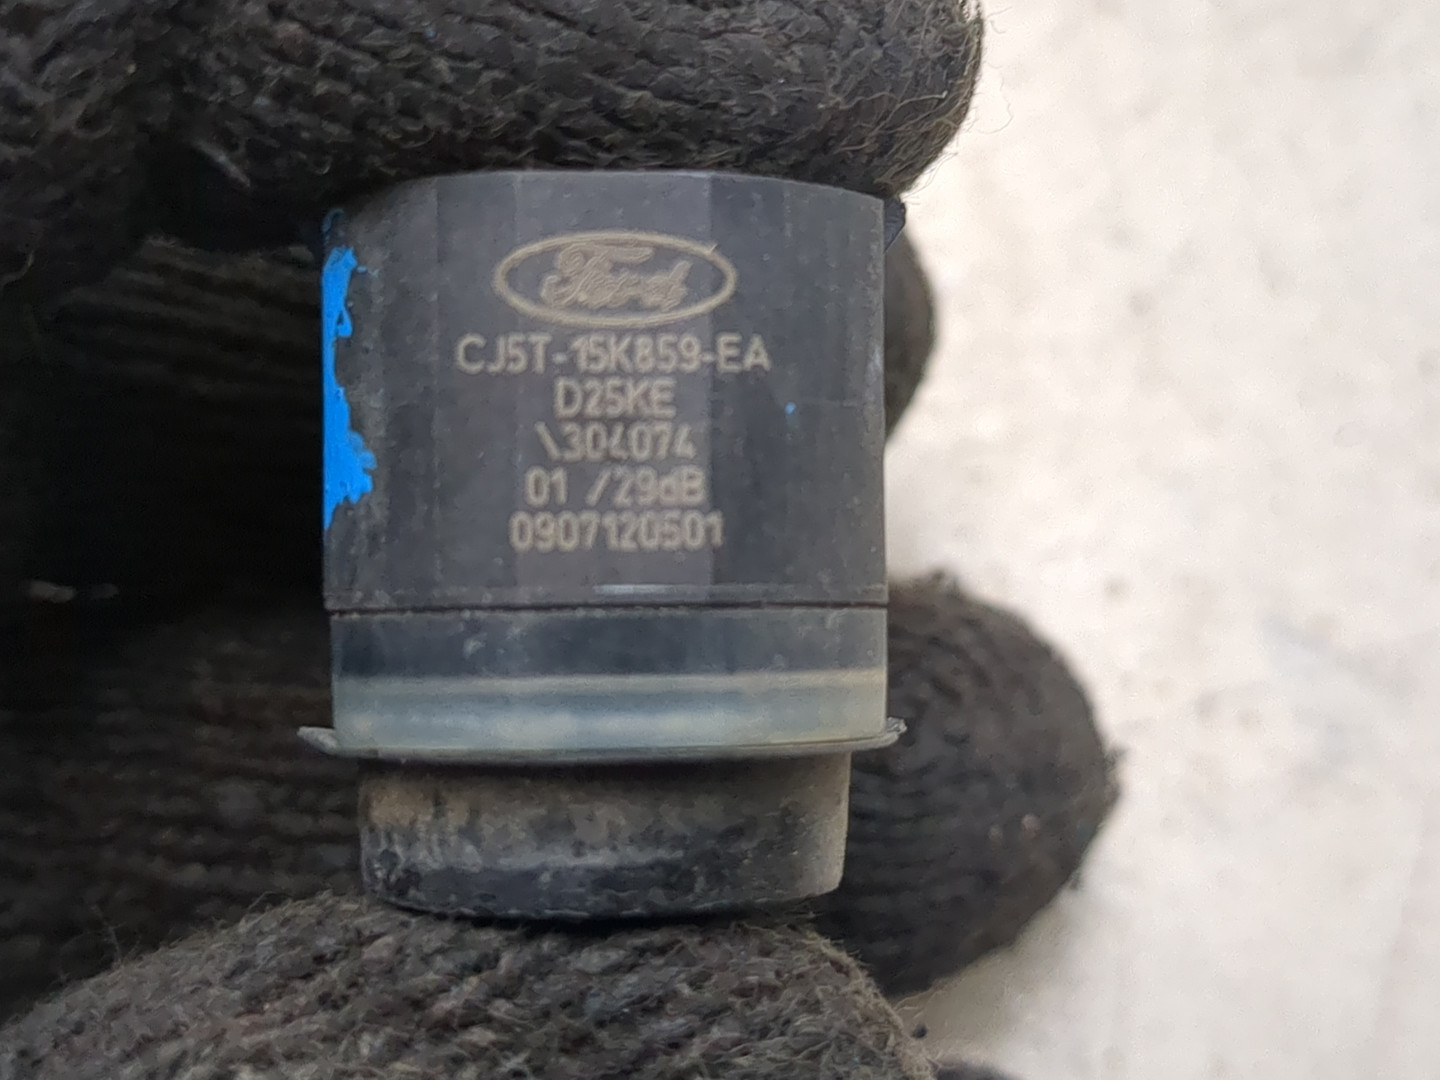 Ford
CJ5T-15K859-EA
D25KE
\304074
01 /29dB
0907120501